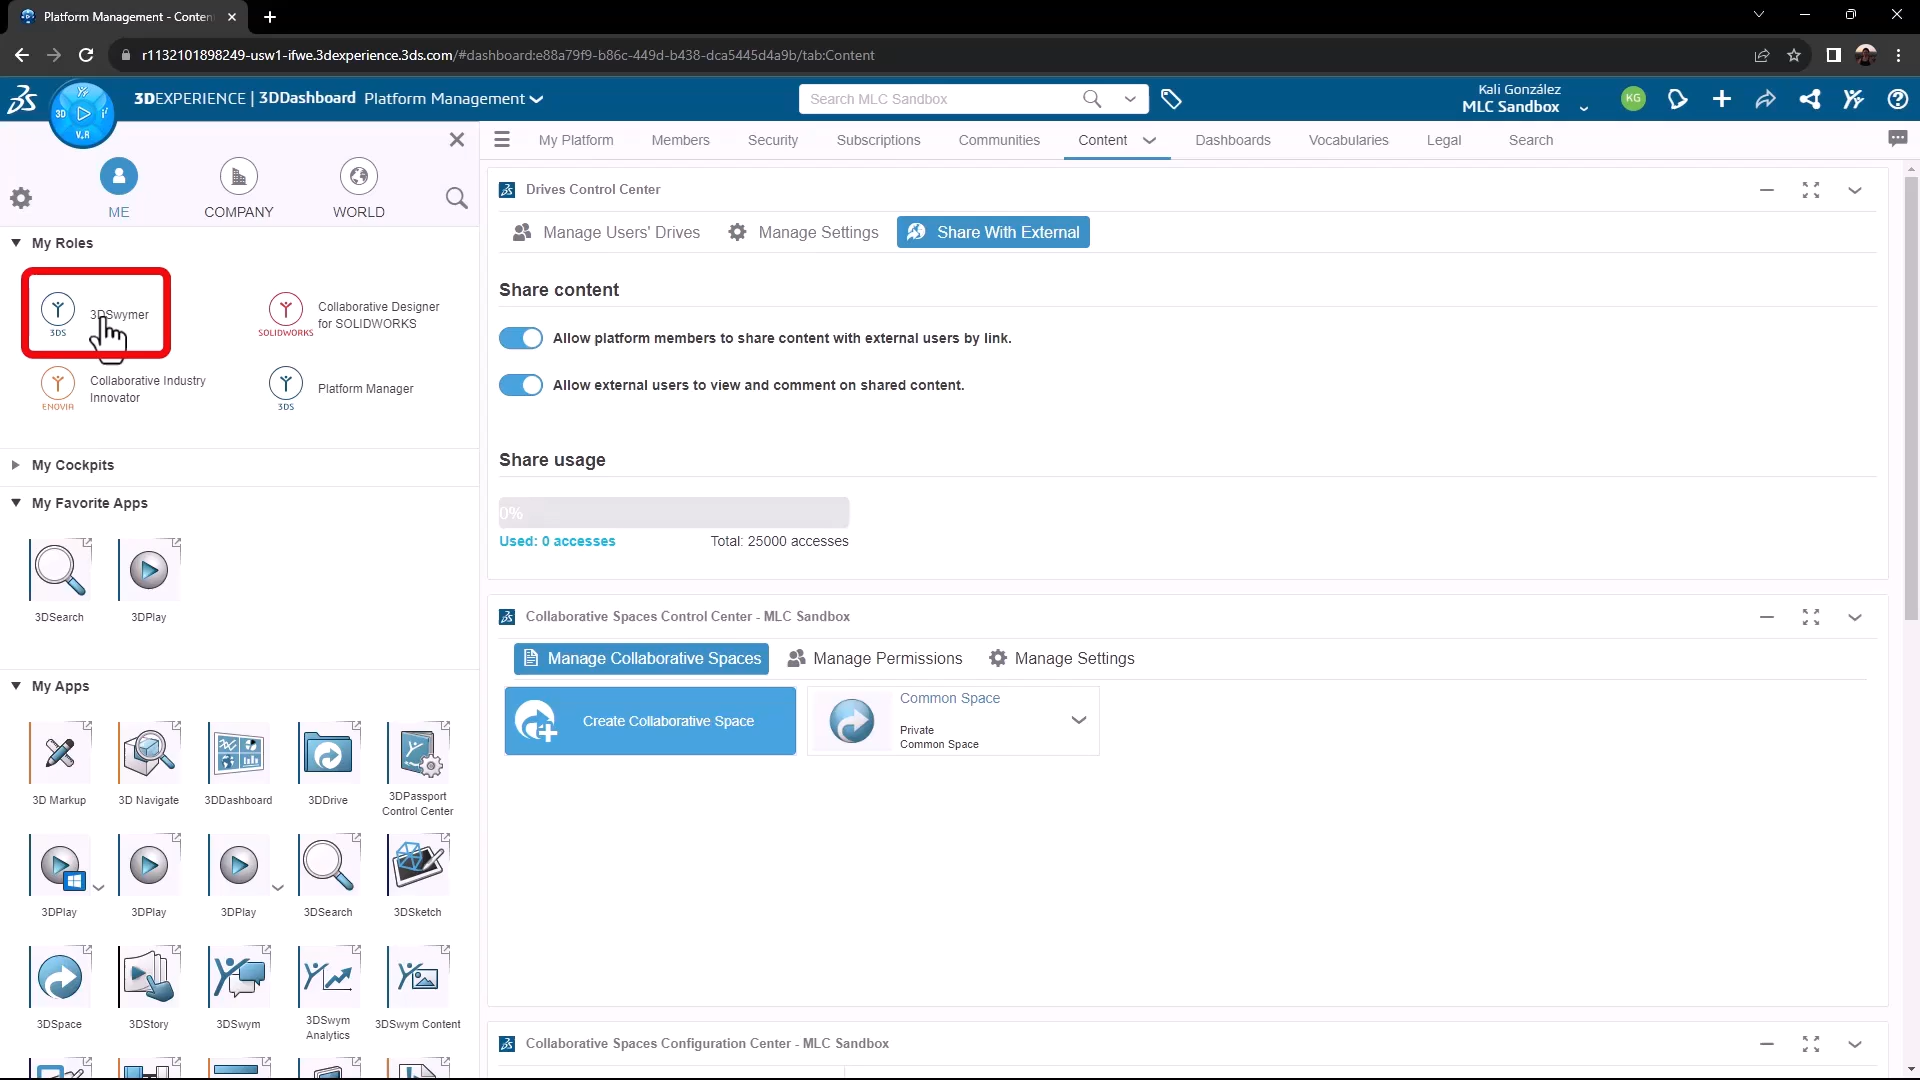 Platform Management - Conten
r1132101898249-usw1-ifwe.3dexperience.3ds.com/#dashboard:e88a79f9-b86c-449d-b438-dca5445d4a9b/tab:Content
3D
V.R
3DEXPERIENCE | 3DDashboard Platform Management
Search MLC Sandbox
Kali González
MLC Sandbox
KG
ME
COMPANY
WORLD
My Platform
Members
Security
Subscriptions
Communities
Content
Dashboards
Vocabularies
Legal
Search
My Roles
3DS
3DSwymer
SOLIDWORKS
Collaborative Designer
for SOLIDWORKS
ENOVIA
Collaborative Industry
Innovator
3DS
Platform Manager
My Cockpits
My Favorite Apps
3DSearch
3DPlay
My Apps
3D Markup
3D Navigate
3DDashboard
3DDrive
3DPassport
Control Center
3DPlay
3DPlay
3DPlay
3DSearch
3DSketch
3DSpace
3DStory
3DSwym
3DSwym
Analytics
3DSwym Content
Drives Control Center
Manage Users' Drives
Manage Settings
Share With External
Share content
Allow platform members to share content with external users by link.
Allow external users to view and comment on shared content.
Share usage
0%
Used: 0 accesses
Total: 25000 accesses
Collaborative Spaces Control Center - MLC Sandbox
Manage Collaborative Spaces
Manage Permissions
Manage Settings
Create Collaborative Space
Common Space
Private
Common Space
Collaborative Spaces Configuration Center - MLC Sandbox